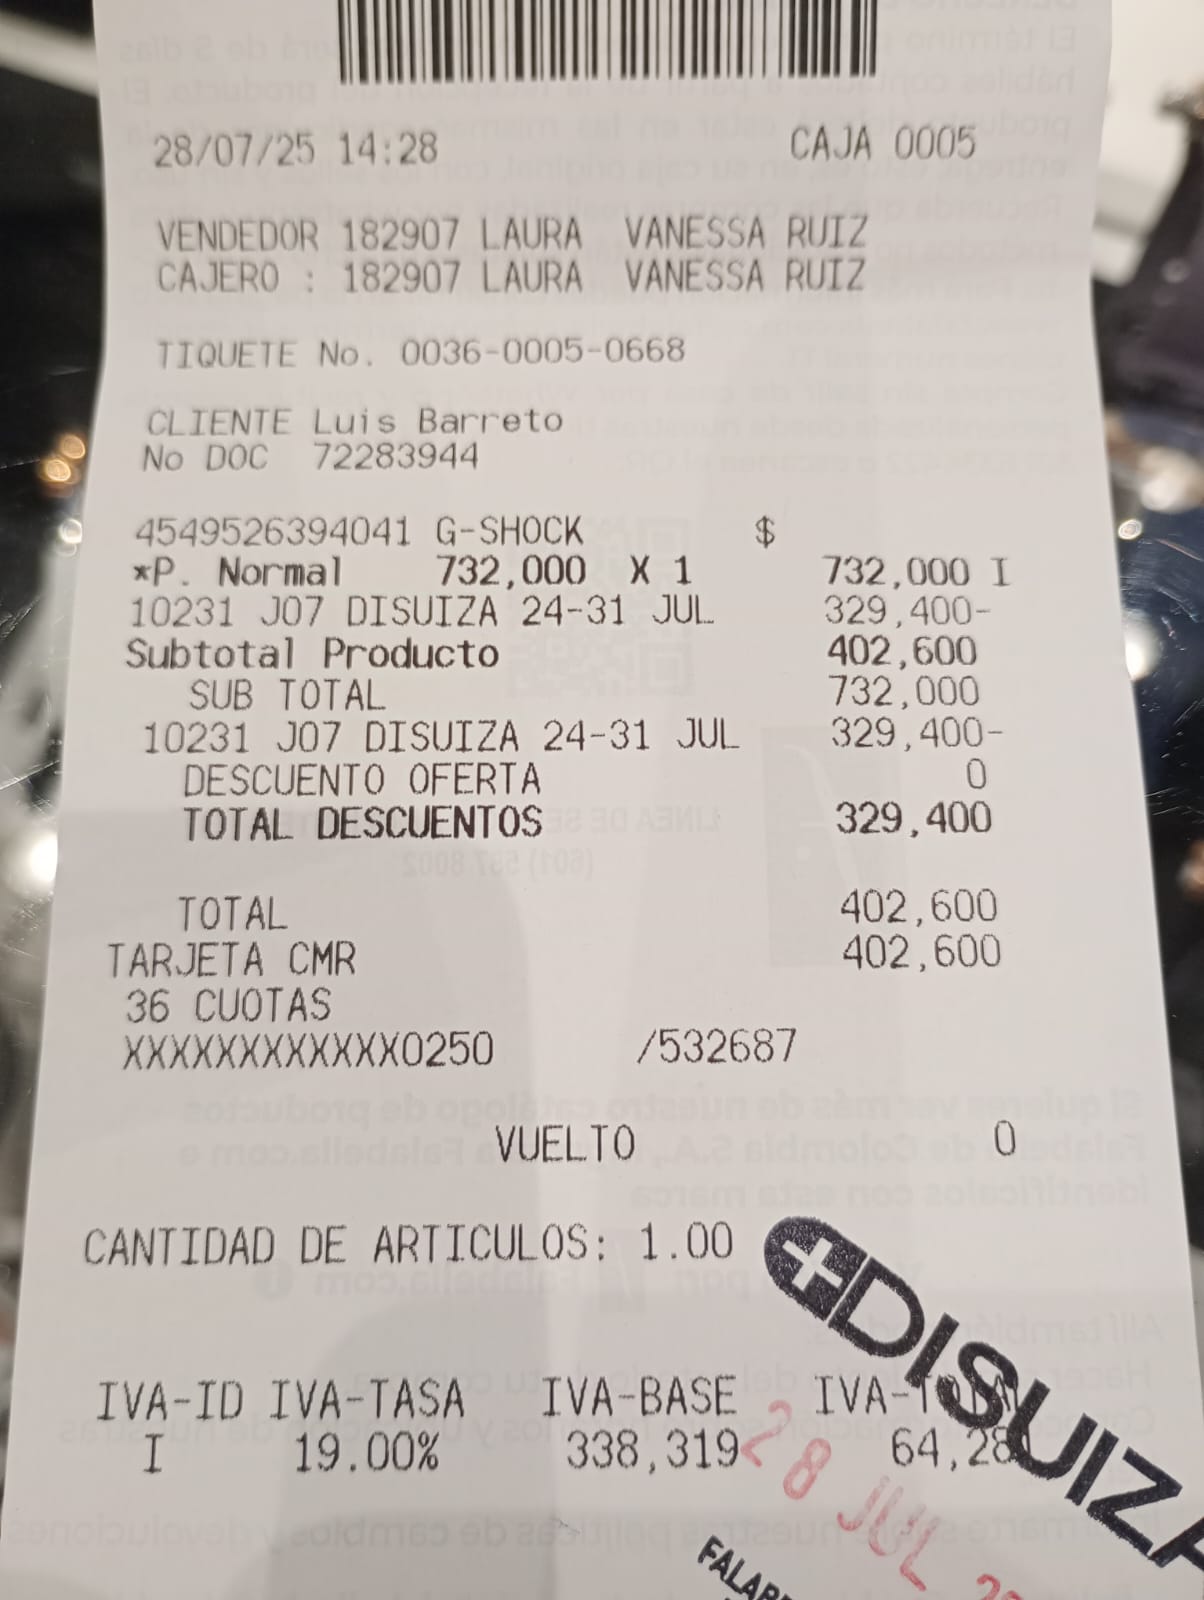 28/07/25 14:28 CAJA 0005
VENDEDOR 182907 LAURA VANESSA RUIZ
CAJERO : 182907 LAURA VANESSA RUIZ
TIQUETE No. 0036-0005-0668
CLIENTE Luis Barreto
No DOC 72283944
4549526394041 G-SHOCK $
*P. Normal 732,000 X 1 732,000 I
10231 J07 DISUIZA 24-31 JUL 329,400-
Subtotal Producto 402,600
SUB TOTAL 732,000
10231 J07 DISUIZA 24-31 JUL 329,400-
DESCUENTO OFERTA 0
TOTAL DESCUENTOS 329,400
TOTAL 402,600
TARJETA CMR 402,600
36 CUOTAS
XXXXXXXXXXXX0250 /532687
VUELTO 0
CANTIDAD DE ARTICULOS: 1.00
DISUIZA
IVA-ID IVA-TASA IVA-BASE
I 19.00% 338,319
28 JUL